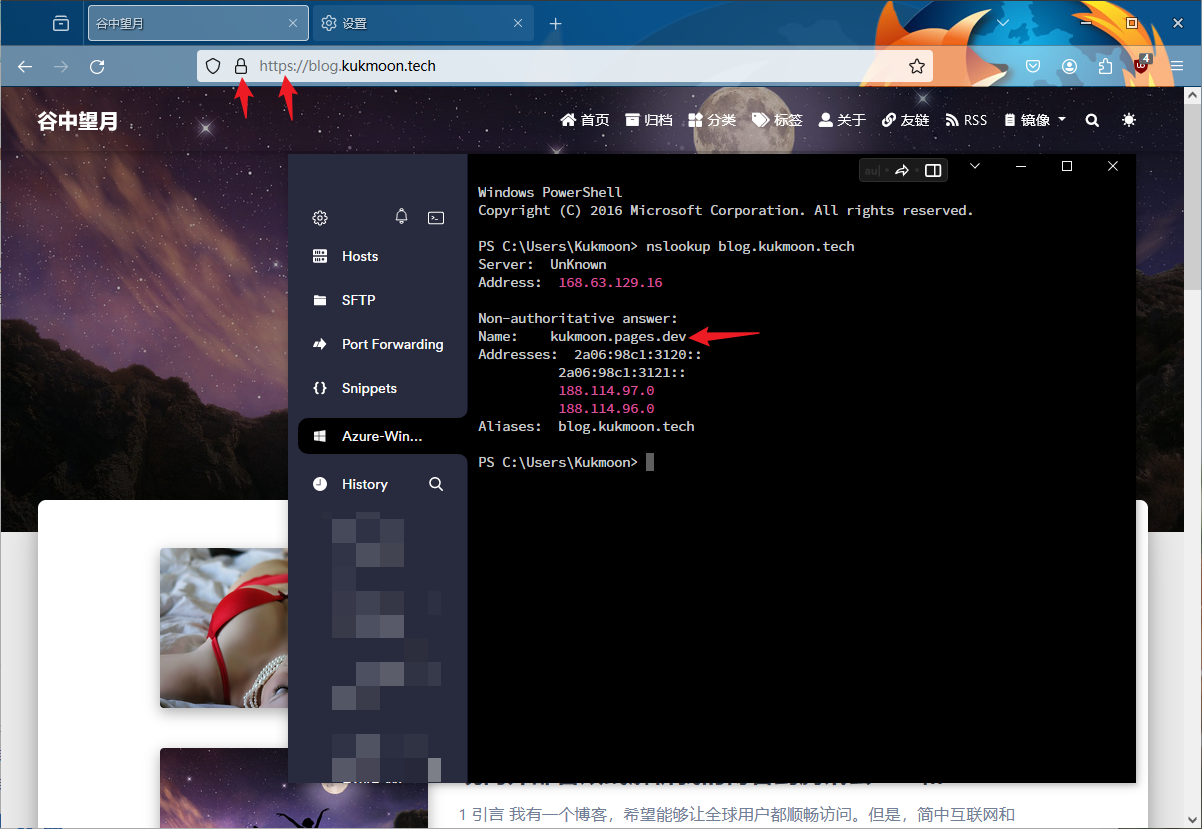 谷中望月
设置
https://blog.kukmoon.tech
4
谷中望月
首页
归档
分类
标签
关于
友链
RSS
镜像
Hosts
SFTP
Port Forwarding
Snippets
Azure-Win...
History
Windows PowerShell
Copyright (C) 2016 Microsoft Corporation. All rights reserved.
PS C:\Users\Kukmoon> nslookup blog.kukmoon.tech
Server: UnKnown
Address: 168.63.129.16
Non-authoritative answer:
Name: kukmoon.pages.dev
Addresses: 2a06:98c1:3120::
2a06:98c1:3121::
188.114.97.0
188.114.96.0
Aliases: blog.kukmoon.tech
PS C:\Users\Kukmoon>
1 引言 我有一个博客，希望能够让全球用户都顺畅访问。但是，简中互联网和